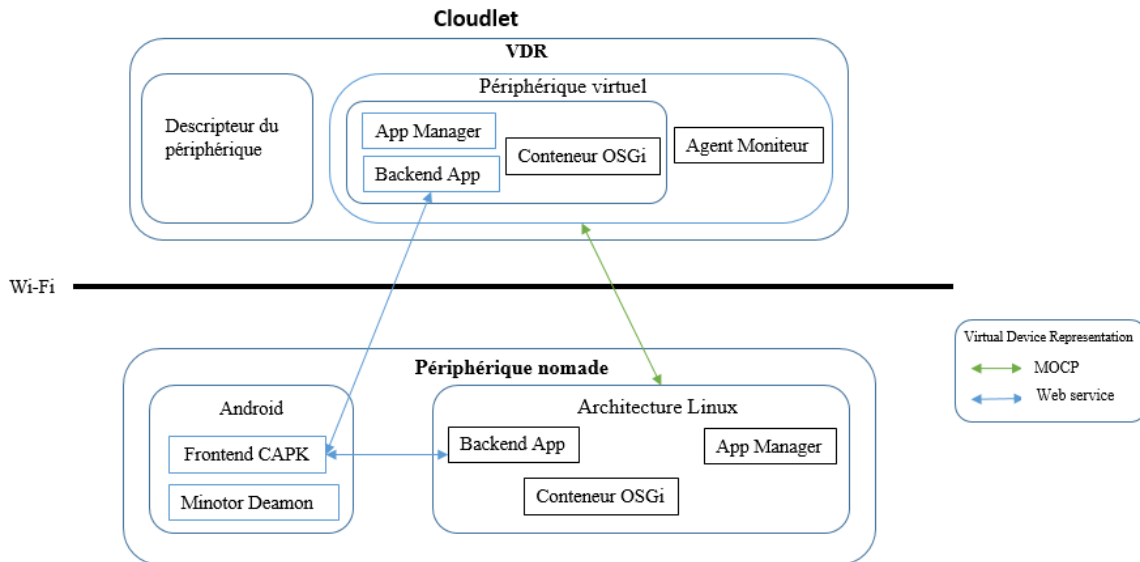 Cloudlet
VDR
Périphérique virtuel
Descripteur du
périphérique
App Manager
Backend App
Conteneur OSGi
Agent Moniteur
Wi-Fi
Virtual Device Representation
MOCP
Web service
Périphérique nomade
Android
Frontend CAPK
Minotor Deamon
Architecture Linux
Backend App
App Manager
Conteneur OSGi